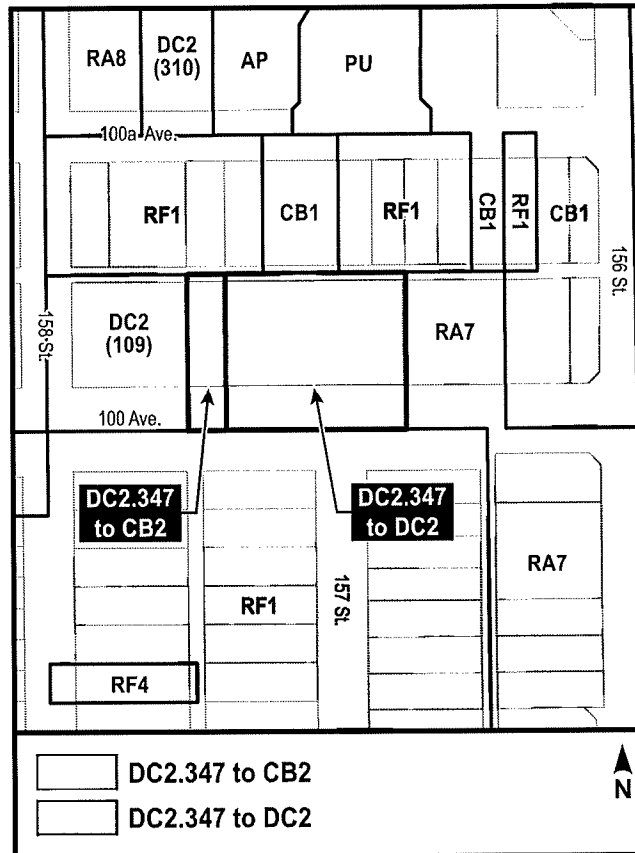 RA8
DC2
(310)
AP
PU
100a Ave.
RF1
CB1
RF1
CB1
RF1
CB1
156 St.
158 St.
DC2
(109)
RA7
100 Ave.
DC2.347
to CB2
DC2.347
to DC2
RF1
157 St.
RA7
RF4
DC2.347 to CB2
DC2.347 to DC2
N